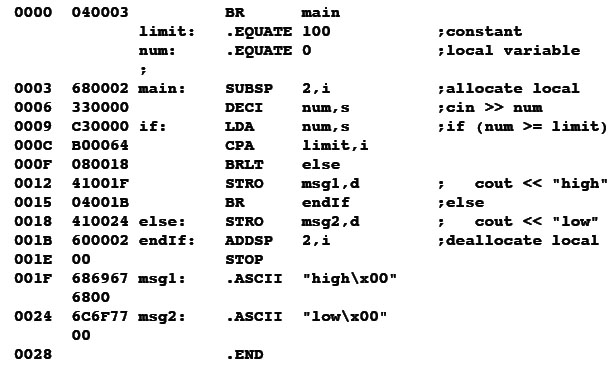 0000 040003 BR main
limit: .EQUATE 100 ;constant
num: .EQUATE 0 ;local variable
;
0003 680002 main: SUBSP 2,i ;allocate local
0006 330000 DECI num,s ;cin >> num
0009 C30000 if: LDA num,s ;if (num >= limit)
000C B00064 CPA limit,i
000F 080018 BRLT else
0012 41001F STRO msg1,d ; cout << "high"
0015 04001B BR endIf ;else
0018 410024 else: STRO msg2,d ; cout << "low"
001B 600002 endIf: ADDSP 2,i ;deallocate local
001E 00 STOP
001F 686967 msg1: .ASCII "high\x00"
6800
0024 6C6F77 msg2: .ASCII "low\x00"
00
0028 .END